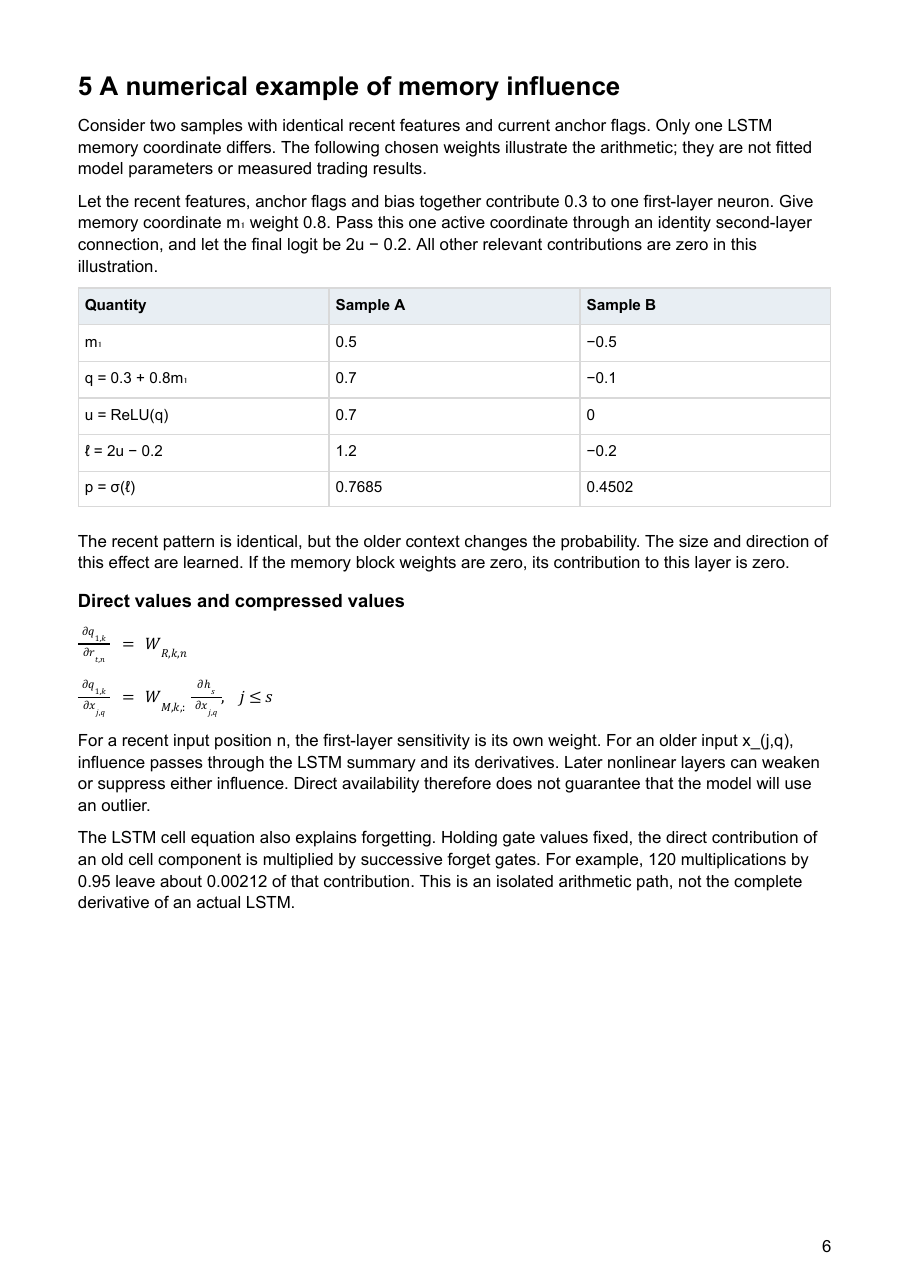 5 A numerical example of memory influence
Consider two samples with identical recent features and current anchor flags. Only one LSTM
memory coordinate differs. The following chosen weights illustrate the arithmetic; they are not fitted
model parameters or measured trading results.
Let the recent features, anchor flags and bias together contribute 0.3 to one first-layer neuron. Give
memory coordinate m₁ weight 0.8. Pass this one active coordinate through an identity second-layer
connection, and let the final logit be 2u − 0.2. All other relevant contributions are zero in this
illustration.
Quantity Sample A Sample B
m₁ 0.5 −0.5
q = 0.3 + 0.8m₁ 0.7 −0.1
u = ReLU(q) 0.7 0
ℓ = 2u − 0.2 1.2 −0.2
p = σ(ℓ) 0.7685 0.4502
The recent pattern is identical, but the older context changes the probability. The size and direction of
this effect are learned. If the memory block weights are zero, its contribution to this layer is zero.
Direct values and compressed values
∂q_{1,k} / ∂r_{t,n} = W_{R,k,n}
∂q_{1,k} / ∂x_{j,q} = W_{M,k,:} ∂h_s / ∂x_{j,q}, j ≤ s
For a recent input position n, the first-layer sensitivity is its own weight. For an older input x_(j,q),
influence passes through the LSTM summary and its derivatives. Later nonlinear layers can weaken
or suppress either influence. Direct availability therefore does not guarantee that the model will use
an outlier.
The LSTM cell equation also explains forgetting. Holding gate values fixed, the direct contribution of
an old cell component is multiplied by successive forget gates. For example, 120 multiplications by
0.95 leave about 0.00212 of that contribution. This is an isolated arithmetic path, not the complete
derivative of an actual LSTM.
6